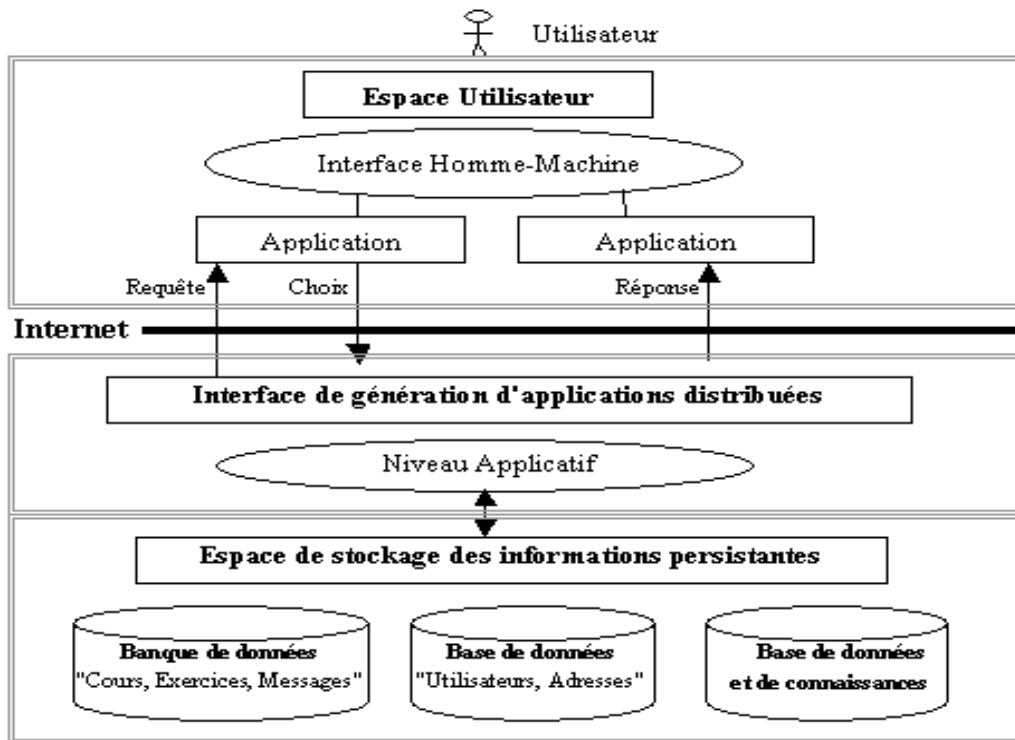 Utilisateur
Espace Utilisateur
Interface Homme-Machine
Application
Application
Requête
Choix
Réponse
Internet
Interface de génération d'applications distribuées
Niveau Applicatif
Espace de stockage des informations persistantes
Banque de données
"Cours, Exercices, Messages"
Base de données
"Utilisateurs, Adresses"
Base de données
et de connaissances